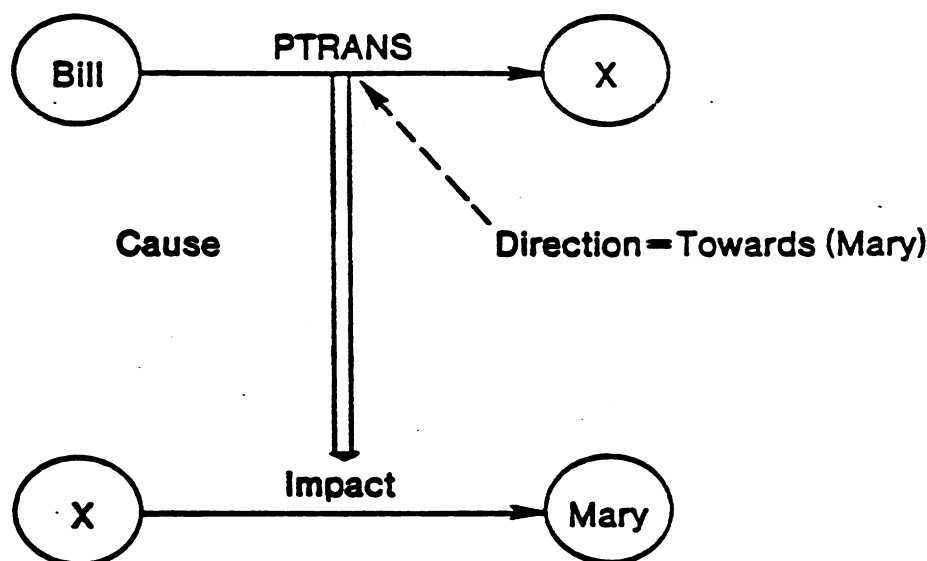 PTRANS
Bill
X
Cause
Direction=Towards (Mary)
Impact
X
Mary